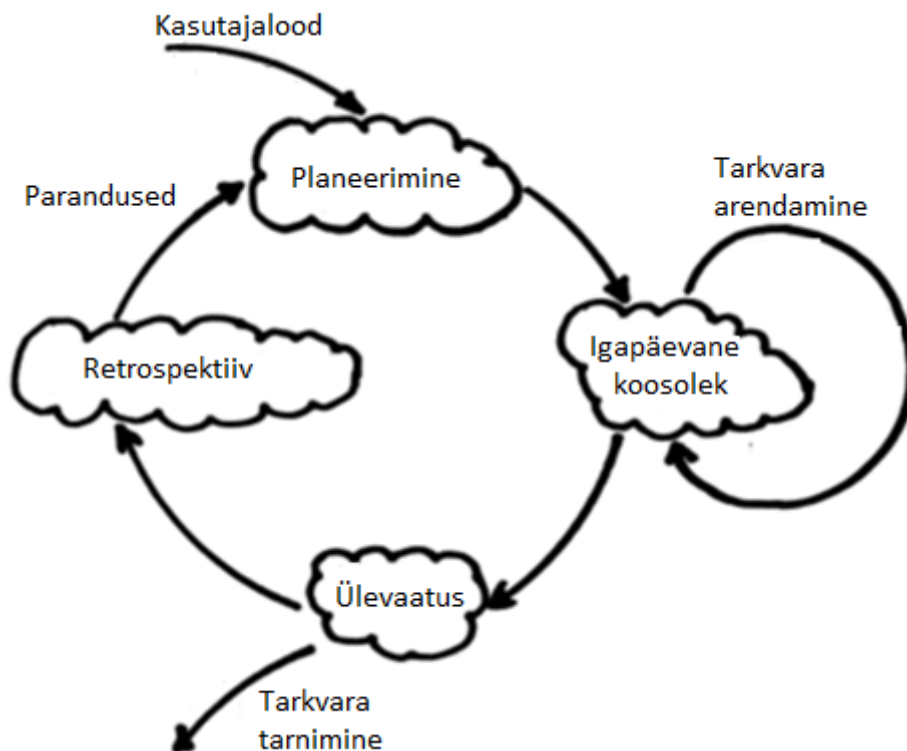 Kasutajalood
Planeerimine
Parandused
Tarkvara
arendamine
Igapäevane
koosolek
Retrospektiiv
Ülevaatus
Tarkvara
tarnimine